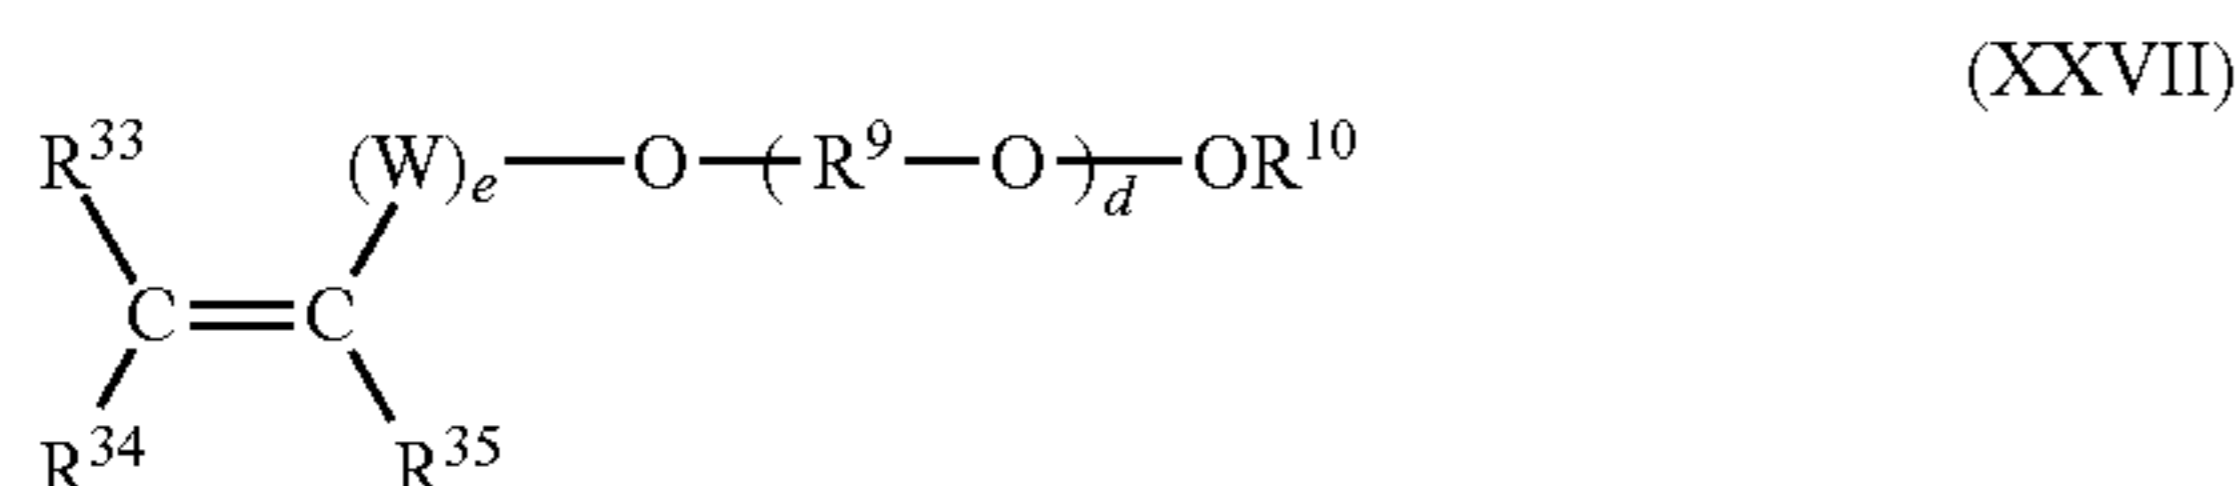 (XXVII)
R33 (W)e—O—(R9—O)d—OR10
C=C
R34 R35